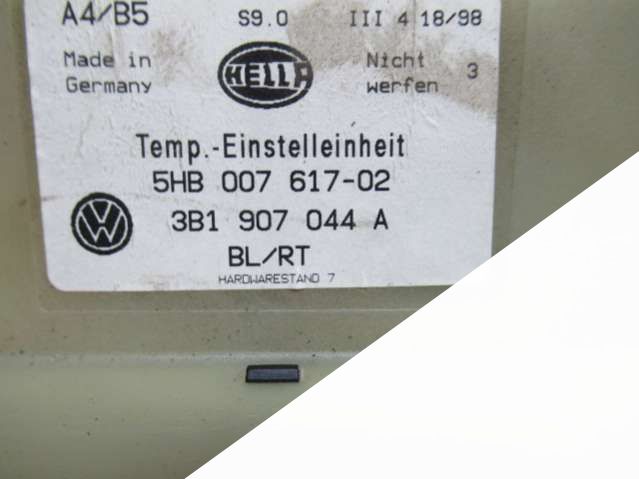 A4/B5 S9.0 III 4 18/98
Made in Germany
HELLA
Nicht werfen 3
Temp.-Einstelleinheit
5HB 007 617-02
VW 3B1 907 044 A
BL/RT
HARDWARESTAND 7